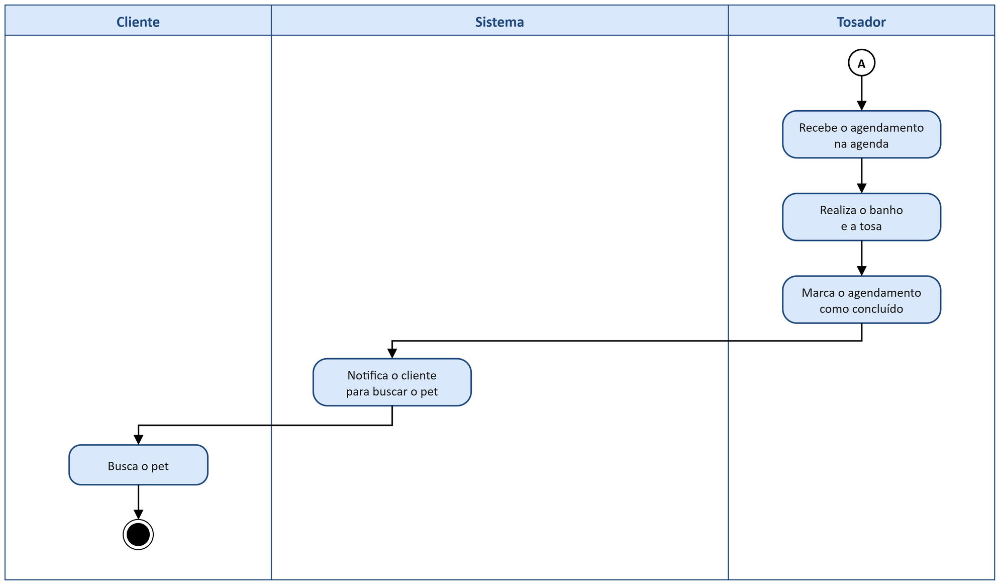 Cliente
Sistema
Tosador
A
Recebe o agendamento
na agenda
Realiza o banho
e a tosa
Marca o agendamento
como concluído
Notifica o cliente
para buscar o pet
Busca o pet